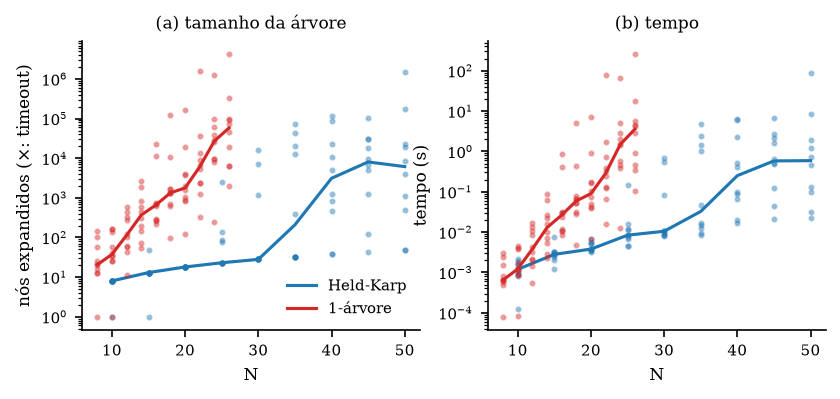 (a) tamanho da árvore
nós expandidos (×: timeout)
10⁶
10⁵
10⁴
10³
10²
10¹
10⁰
10 20 30 40 50
N
Held-Karp
1-árvore
(b) tempo
tempo (s)
10²
10¹
10⁰
10⁻¹
10⁻²
10⁻³
10⁻⁴
10 20 30 40 50
N